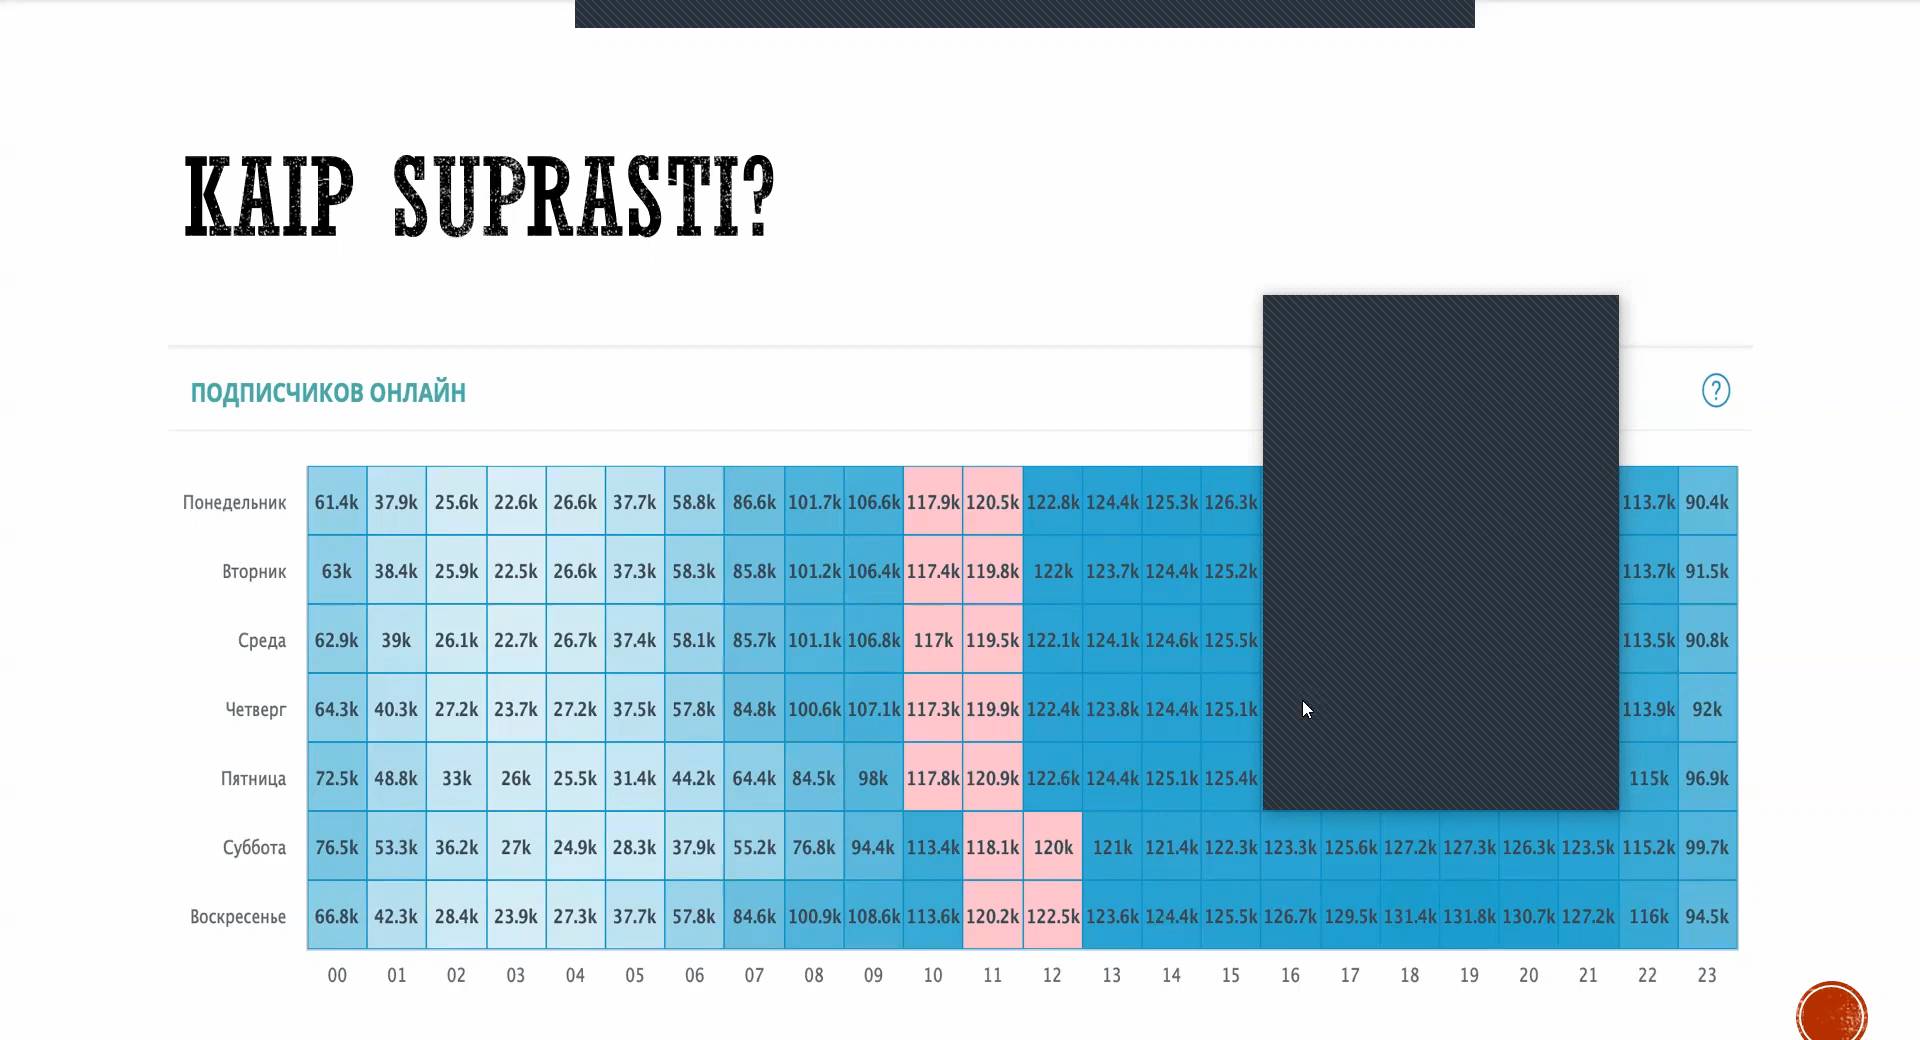 KAIP SUPRASTI?
ПОДПИСЧИКОВ ОНЛАЙН
?
Понедельник 61.4k 37.9k 25.6k 22.6k 26.6k 37.7k 58.8k 86.6k 101.7k 106.6k 117.9k 120.5k 122.8k 124.4k 125.3k 126.3k 113.7k 90.4k
Вторник 63k 38.4k 25.9k 22.5k 26.6k 37.3k 58.3k 85.8k 101.2k 106.4k 117.4k 119.8k 122k 123.7k 124.4k 125.2k 113.7k 91.5k
Среда 62.9k 39k 26.1k 22.7k 26.7k 37.4k 58.1k 85.7k 101.1k 106.8k 117k 119.5k 122.1k 124.1k 124.6k 125.5k 113.5k 90.8k
Четверг 64.3k 40.3k 27.2k 23.7k 27.2k 37.5k 57.8k 84.8k 100.6k 107.1k 117.3k 119.9k 122.4k 123.8k 124.4k 125.1k 113.9k 92k
Пятница 72.5k 48.8k 33k 26k 25.5k 31.4k 44.2k 64.4k 84.5k 98k 117.8k 120.9k 122.6k 124.4k 125.1k 125.4k 115k 96.9k
Суббота 76.5k 53.3k 36.2k 27k 24.9k 28.3k 37.9k 55.2k 76.8k 94.4k 113.4k 118.1k 120k 121k 121.4k 122.3k 123.3k 125.6k 127.2k 127.3k 126.3k 123.5k 115.2k 99.7k
Воскресенье 66.8k 42.3k 28.4k 23.9k 27.3k 37.7k 57.8k 84.6k 100.9k 108.6k 113.6k 120.2k 122.5k 123.6k 124.4k 125.5k 126.7k 129.5k 131.4k 131.8k 130.7k 127.2k 116k 94.5k
00 01 02 03 04 05 06 07 08 09 10 11 12 13 14 15 16 17 18 19 20 21 22 23